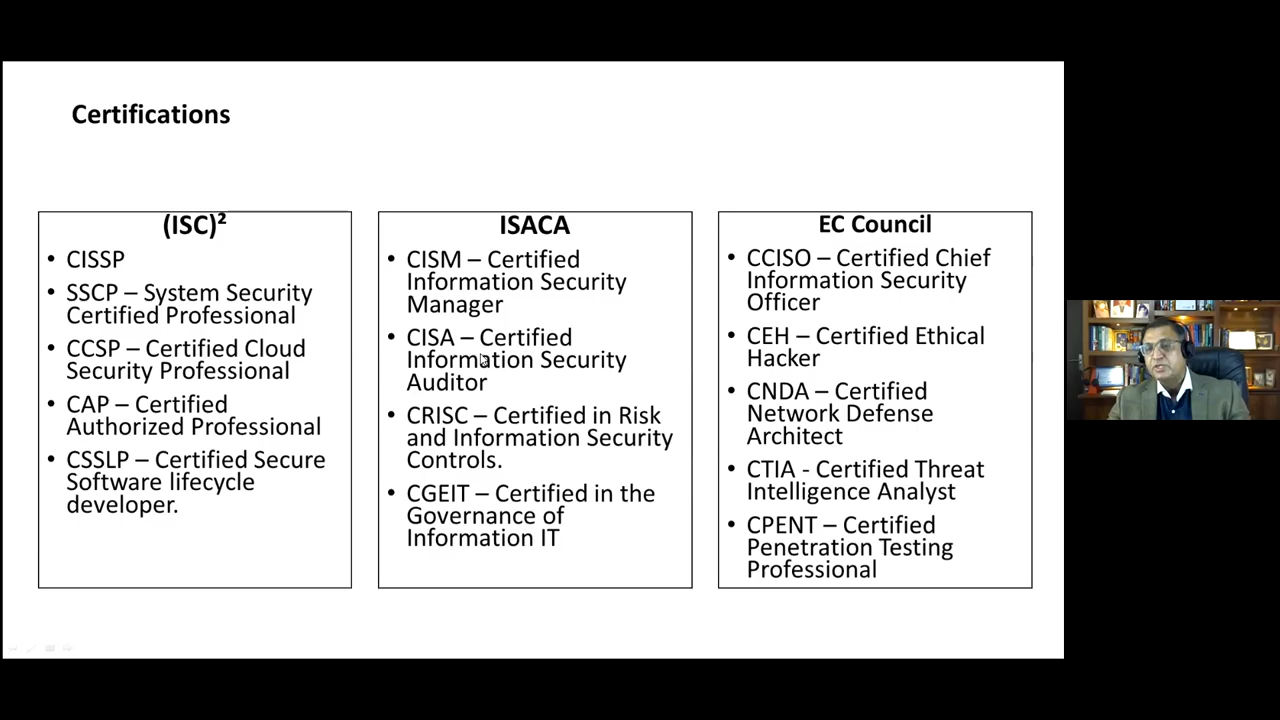 Certifications
(ISC)²
• CISSP
• SSCP – System Security
Certified Professional
• CCSP – Certified Cloud
Security Professional
• CAP – Certified
Authorized Professional
• CSSLP – Certified Secure
Software lifecycle
developer.
ISACA
• CISM – Certified
Information Security
Manager
• CISA – Certified
Information Security
Auditor
• CRISC – Certified in Risk
and Information Security
Controls.
• CGEIT – Certified in the
Governance of
Information IT
EC Council
• CCISO – Certified Chief
Information Security
Officer
• CEH – Certified Ethical
Hacker
• CNDA – Certified
Network Defense
Architect
• CTIA - Certified Threat
Intelligence Analyst
• CPENT – Certified
Penetration Testing
Professional